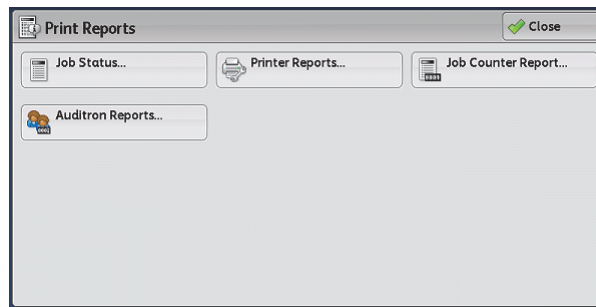 Print Reports
Close
Job Status...
Printer Reports...
Job Counter Report...
Auditron Reports...